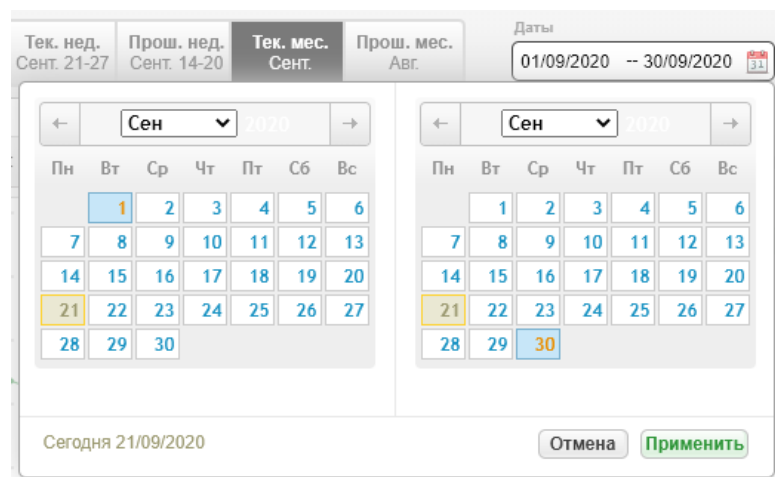 Даты
Тек. нед. Прош. нед. Тек. мес. Прош. мес.
Сент. 21-27 Сент. 14-20 Сент. Авг.
01/09/2020 -- 30/09/2020 31
← Сен 2020 → ← Сен 2020 →
Пн Вт Ср Чт Пт Сб Вс Пн Вт Ср Чт Пт Сб Вс
1 2 3 4 5 6 1 2 3 4 5 6
7 8 9 10 11 12 13 7 8 9 10 11 12 13
14 15 16 17 18 19 20 14 15 16 17 18 19 20
21 22 23 24 25 26 27 21 22 23 24 25 26 27
28 29 30 28 29 30
Сегодня 21/09/2020 Отмена Применить